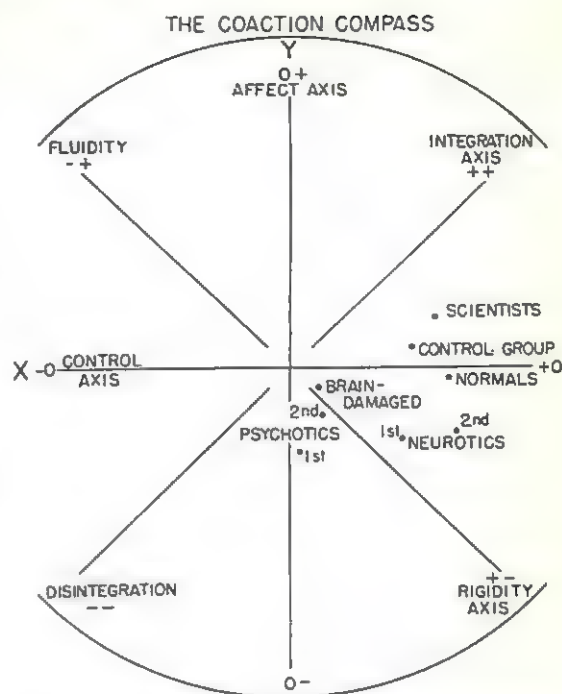 THE COACTION COMPASS
Y
0+
AFFECT AXIS
FLUIDITY
-+
INTEGRATION
AXIS
++
SCIENTISTS
CONTROL GROUP
X -0 CONTROL
AXIS
+0
NORMALS
BRAIN-
DAMAGED
2nd
PSYCHOTICS
1st
1st
2nd
NEUROTICS
DISINTEGRATION
--
+-
RIGIDITY
AXIS
0-